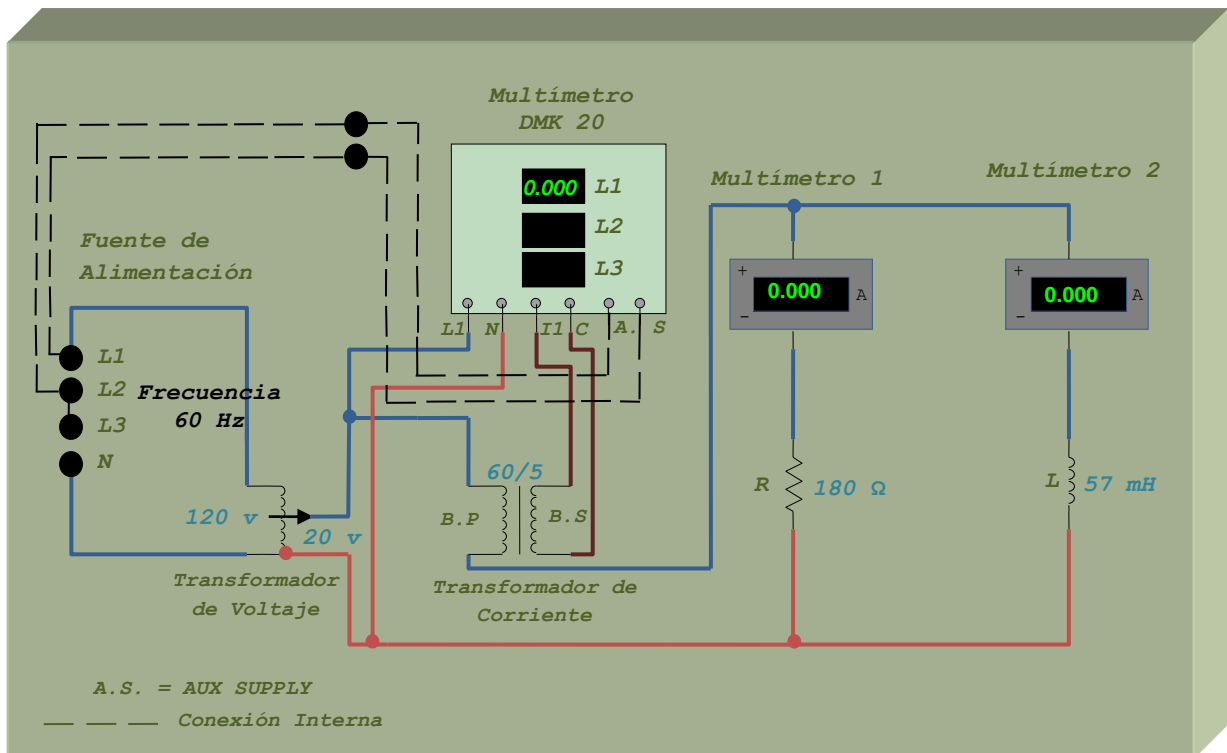 Multímetro
DMK 20
0.000 L1
L2
L3
L1 N I1 C A. S
Multímetro 1
+
0.000 A
−
Multímetro 2
+
0.000 A
−
Fuente de
Alimentación
L1
L2
L3
N
Frecuencia
60 Hz
120 v
20 v
Transformador
de Voltaje
60/5
B.P
B.S
Transformador de
Corriente
R
180 Ω
L
57 mH
A.S. = AUX SUPPLY
Conexión Interna